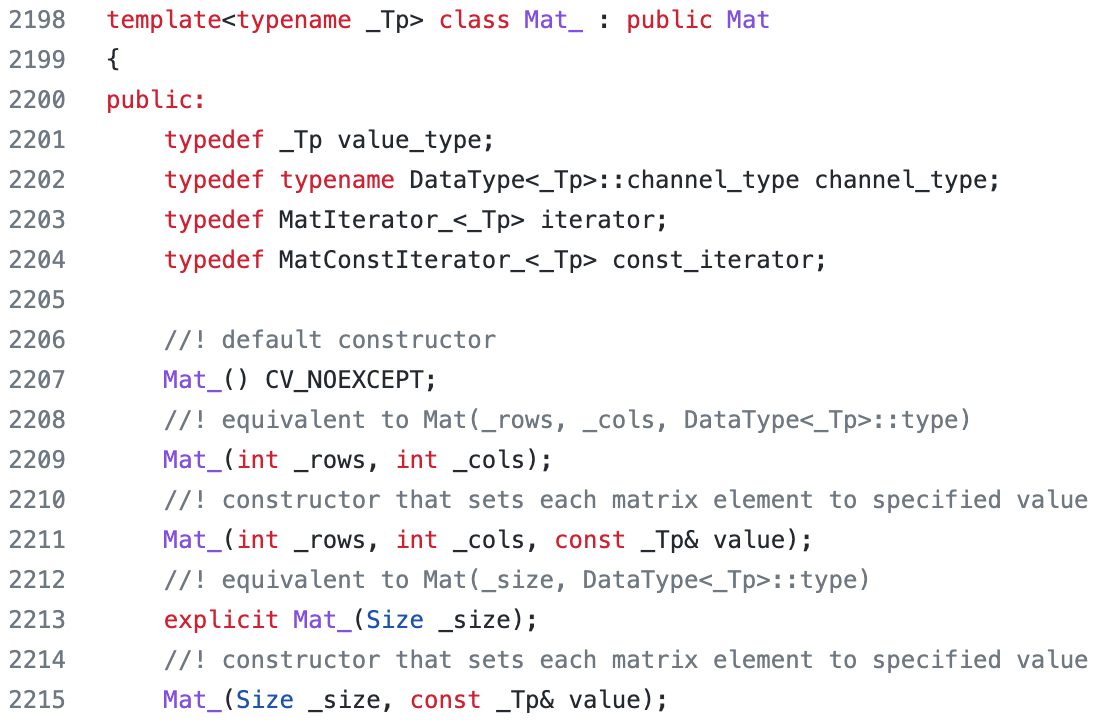 2198 template<typename _Tp> class Mat_ : public Mat
2199 {
2200 public:
2201     typedef _Tp value_type;
2202     typedef typename DataType<_Tp>::channel_type channel_type;
2203     typedef MatIterator_<_Tp> iterator;
2204     typedef MatConstIterator_<_Tp> const_iterator;
2205
2206     //! default constructor
2207     Mat_() CV_NOEXCEPT;
2208     //! equivalent to Mat(_rows, _cols, DataType<_Tp>::type)
2209     Mat_(int _rows, int _cols);
2210     //! constructor that sets each matrix element to specified value
2211     Mat_(int _rows, int _cols, const _Tp& value);
2212     //! equivalent to Mat(_size, DataType<_Tp>::type)
2213     explicit Mat_(Size _size);
2214     //! constructor that sets each matrix element to specified value
2215     Mat_(Size _size, const _Tp& value);